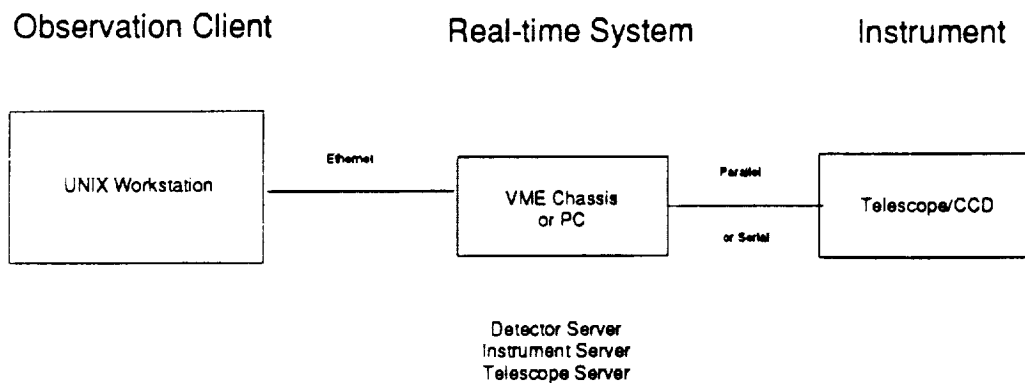 Observation Client
Real-time System
Instrument
UNIX Workstation
Ethernet
VME Chassis
or PC
Parallel
or Serial
Telescope/CCD
Detector Server
Instrument Server
Telescope Server